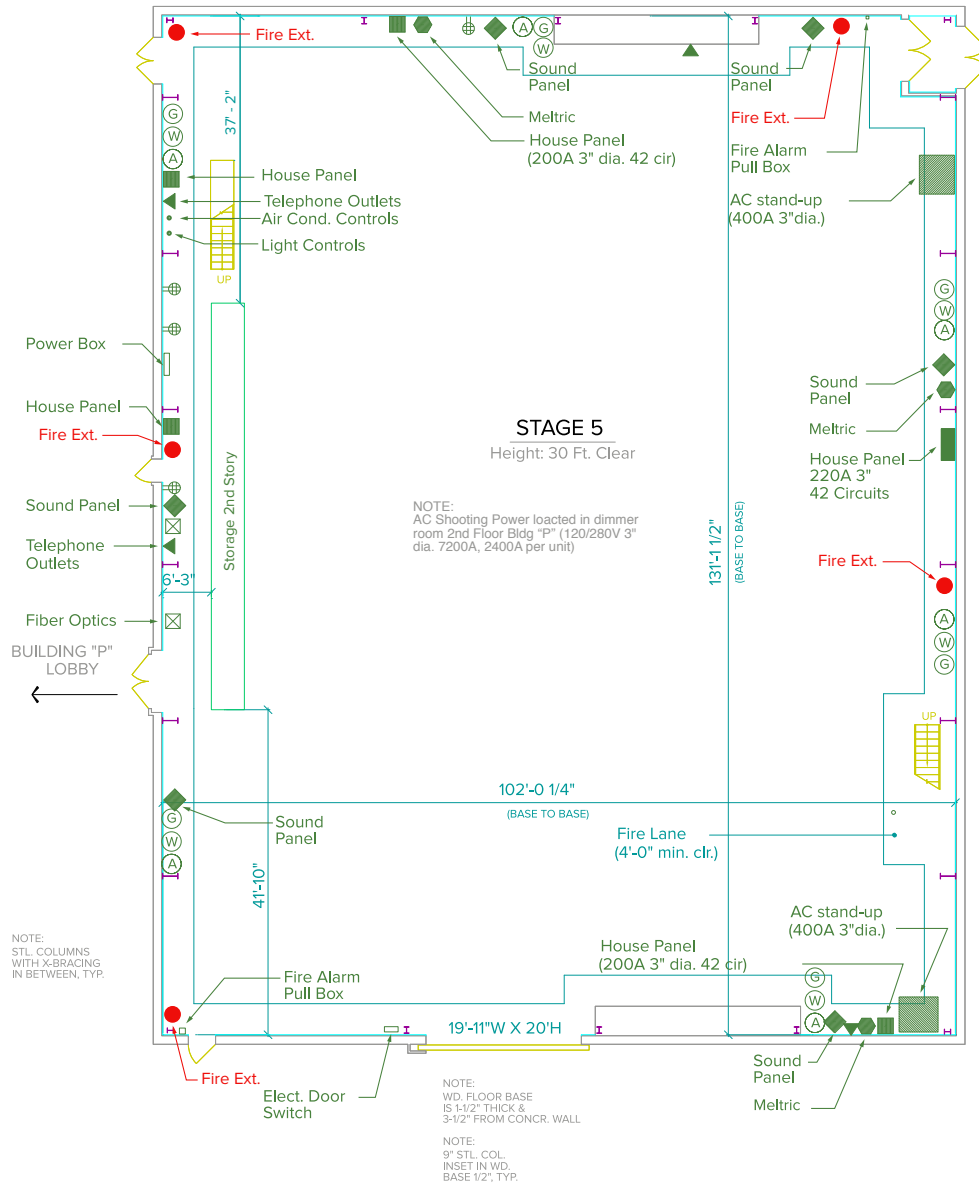 Fire Ext.
A
G
W
Sound
Panel
Meltric
House Panel
(200A 3" dia. 42 cir)
Sound
Panel
Fire Ext.
Fire Alarm
Pull Box
AC stand-up
(400A 3"dia.)
37' - 2"
G
W
A
House Panel
Telephone Outlets
Air Cond. Controls
Light Controls
UP
Power Box
House Panel
Fire Ext.
Sound Panel
Telephone
Outlets
6'-3"
Fiber Optics
BUILDING "P"
LOBBY
Storage 2nd Story
STAGE 5
Height: 30 Ft. Clear
NOTE:
AC Shooting Power loacted in dimmer
room 2nd Floor Bldg "P" (120/280V 3"
dia. 7200A, 2400A per unit)
131'-1 1/2"
(BASE TO BASE)
G
W
A
Sound
Panel
Meltric
House Panel
220A 3"
42 Circuits
Fire Ext.
A
W
G
UP
102'-0 1/4"
(BASE TO BASE)
Fire Lane
(4'-0" min. clr.)
G
W
A
Sound
Panel
41'-10"
NOTE:
STL. COLUMNS
WITH X-BRACING
IN BETWEEN, TYP.
Fire Alarm
Pull Box
Fire Ext.
Elect. Door
Switch
19'-11"W X 20'H
House Panel
(200A 3" dia. 42 cir)
AC stand-up
(400A 3"dia.)
G
W
A
Sound
Panel
Meltric
NOTE:
WD. FLOOR BASE
IS 1-1/2" THICK &
3-1/2" FROM CONCR. WALL
NOTE:
9" STL. COL.
INSET IN WD.
BASE 1/2", TYP.